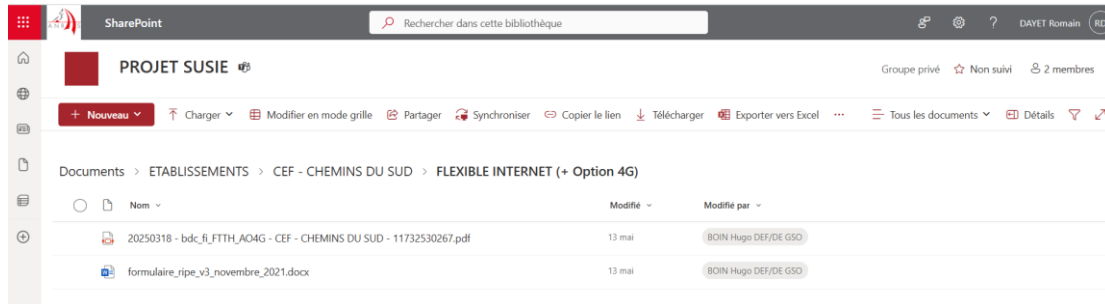 SharePoint
Rechercher dans cette bibliothèque
?
DAYET Romain
RD
PROJET SUSIE
Groupe privé
Non suivi
2 membres
+ Nouveau
Charger
Modifier en mode grille
Partager
Synchroniser
Copier le lien
Télécharger
Exporter vers Excel
...
Tous les documents
Détails
Documents > ETABLISSEMENTS > CEF - CHEMINS DU SUD > FLEXIBLE INTERNET (+ Option 4G)
Nom
Modifié
Modifié par
20250318 - bdc_fi_FTTH_AO4G - CEF - CHEMINS DU SUD - 11732530267.pdf
13 mai
BOIN Hugo DEF/DE GSO
formulaire_ripe_v3_novembre_2021.docx
13 mai
BOIN Hugo DEF/DE GSO